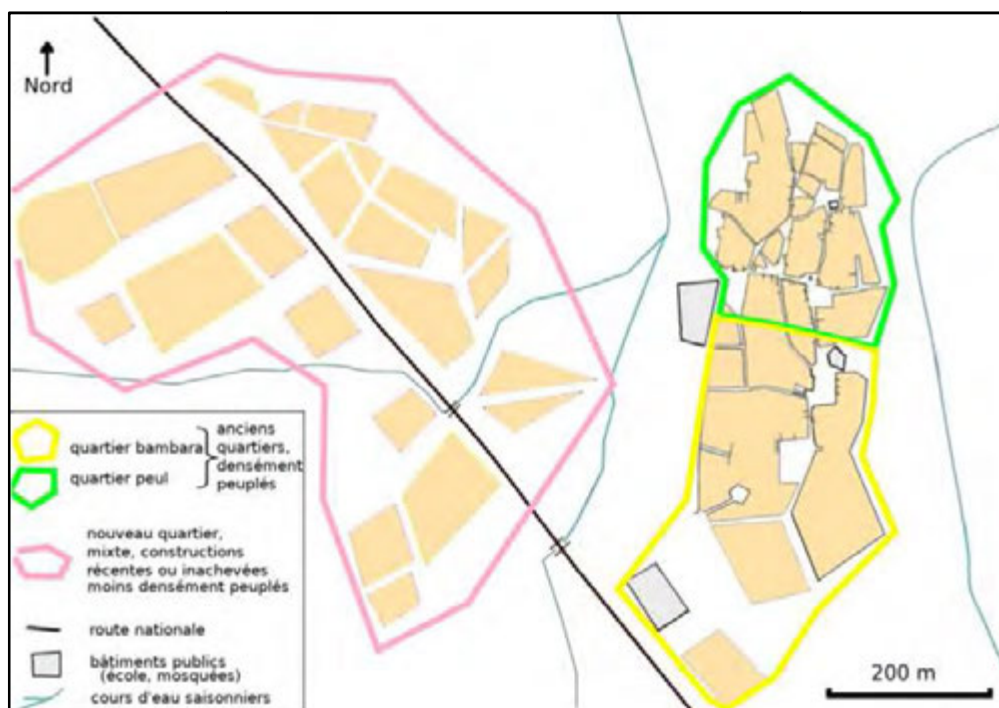 Nord
quartier bambara
quartier peul
anciens
quartiers,
densément
peuplés
nouveau quartier,
mixte, constructions
récentes ou inachevées
moins densément peuplés
route nationale
bâtiments publics
(école, mosquées)
cours d'eau saisonniers
200 m